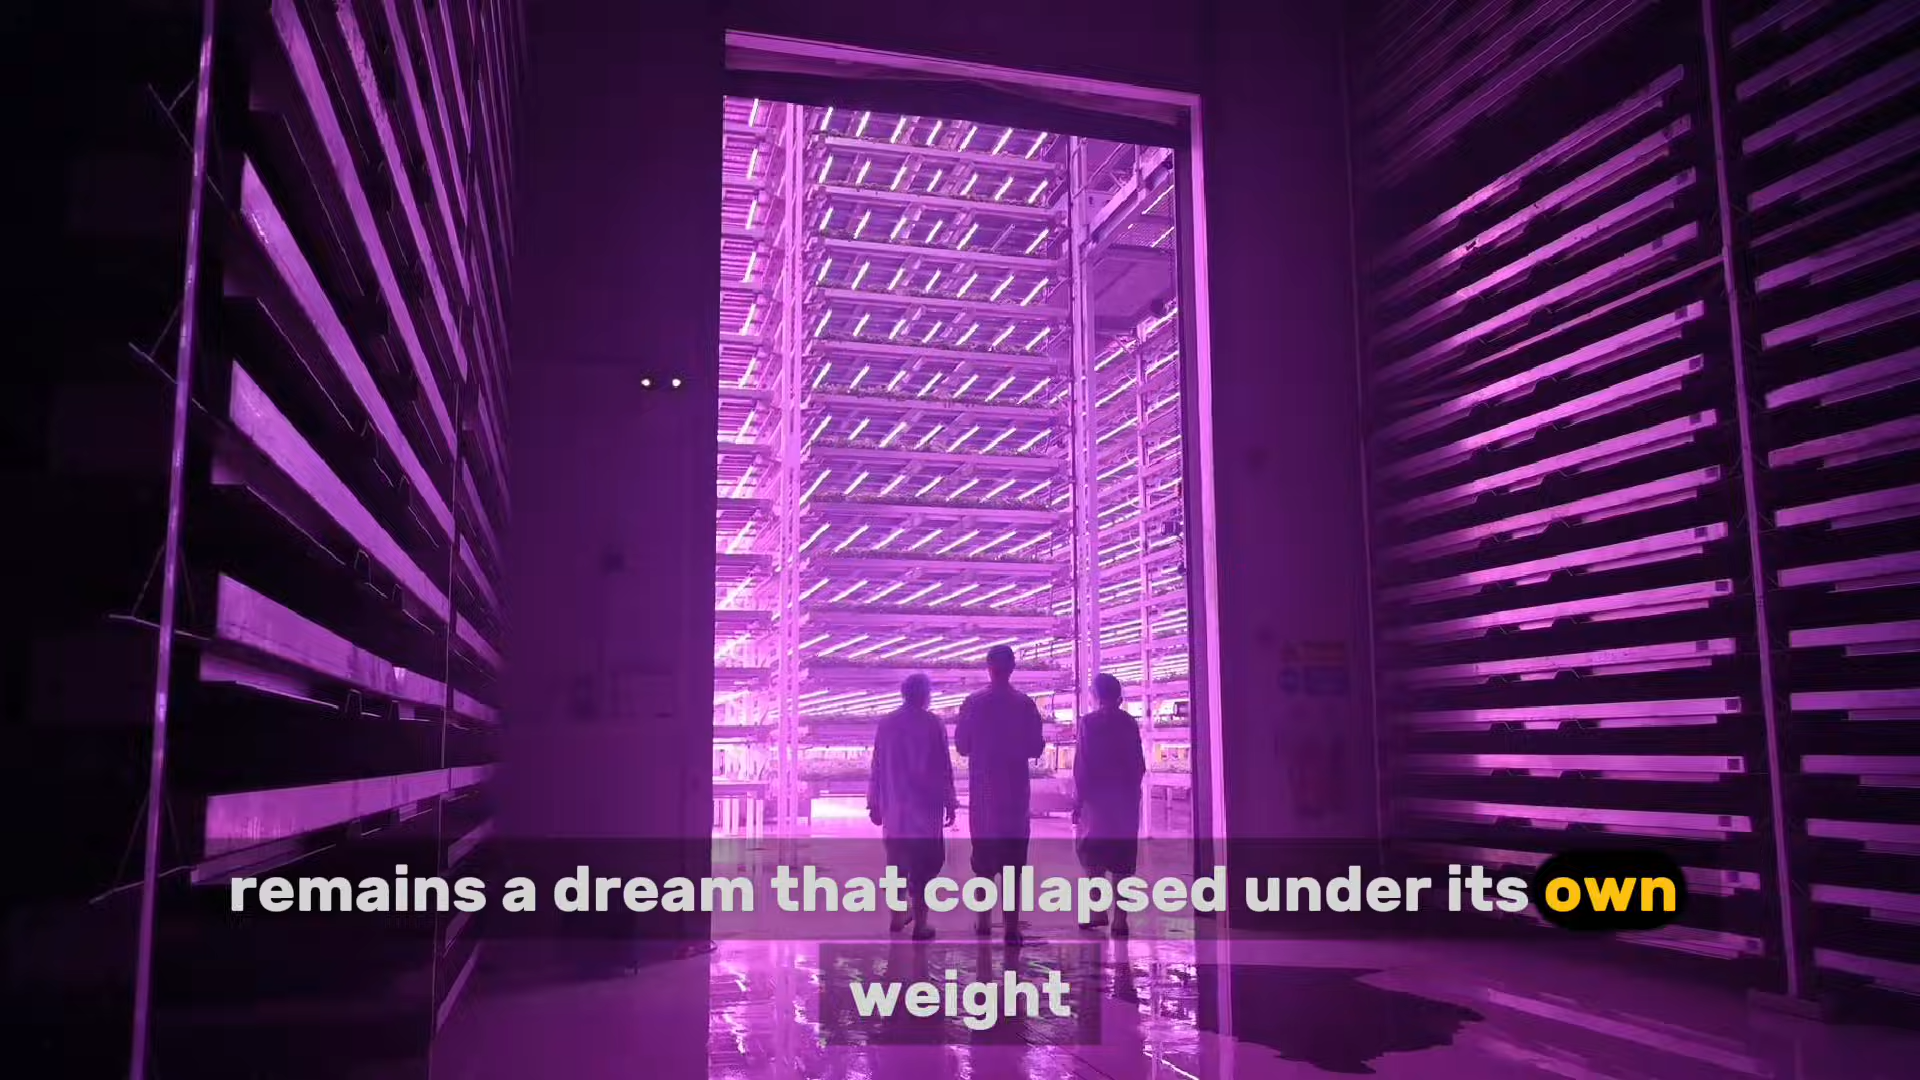 remains a dream that collapsed under its own
weight